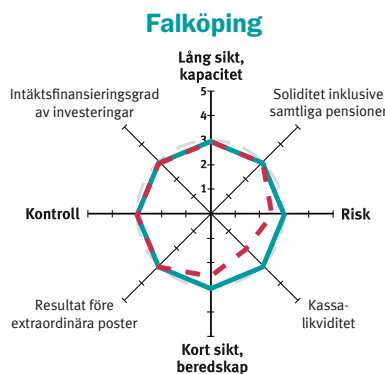 Falköping
Lång sikt,
kapacitet
Intäktsfinansieringsgrad
av investeringar
Soliditet inklusive
samtliga pensioner
5
4
3
2
1
Kontroll
Risk
Resultat före
extraordinära poster
Kassa-
likviditet
Kort sikt,
beredskap